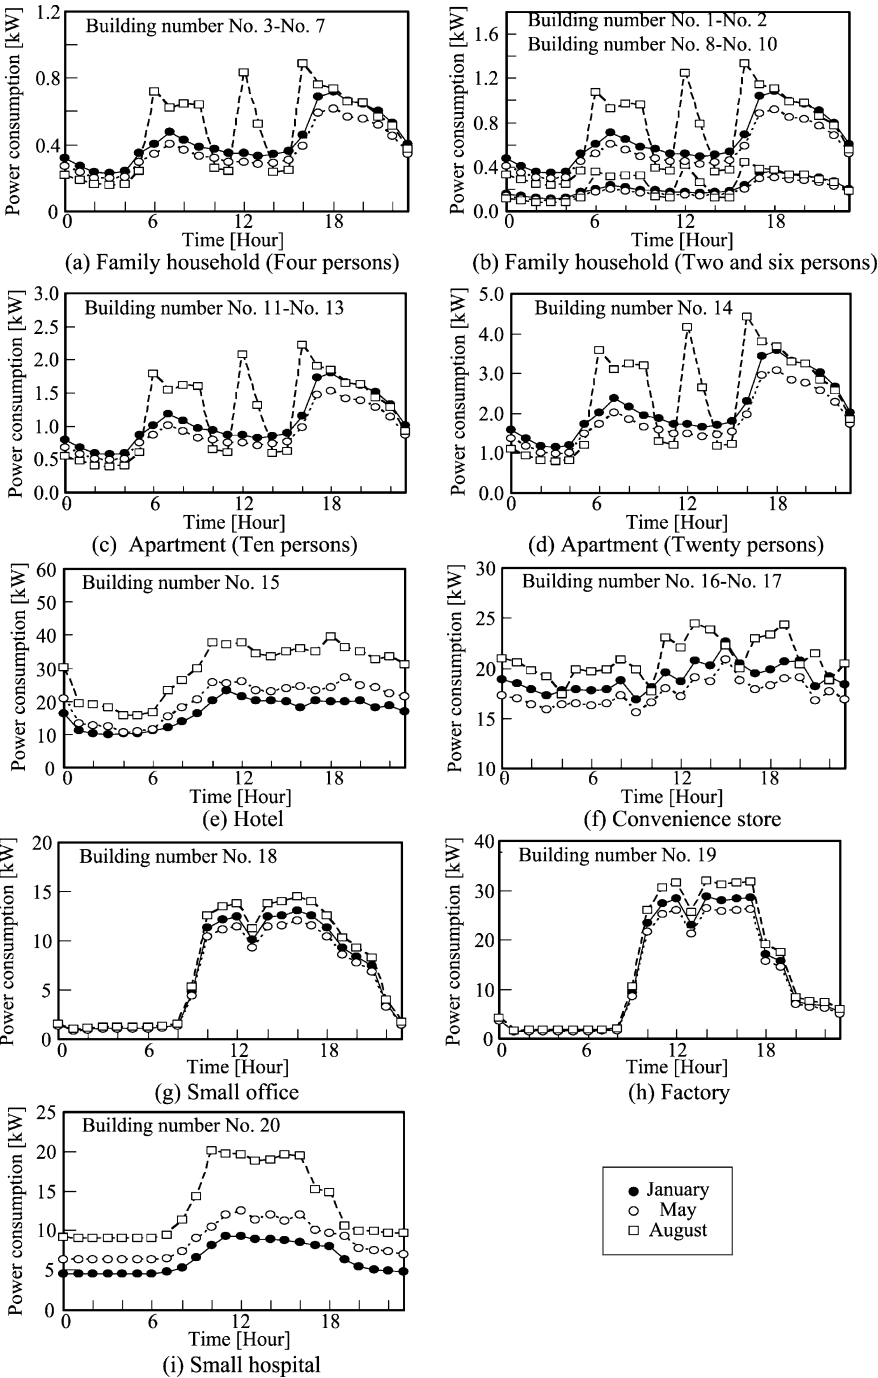 Power consumption [kW]
1.2
0.8
0.4
0
Building number No. 3-No. 7
0 6 12 18
Time [Hour]
(a) Family household (Four persons)
Power consumption [kW]
1.6
1.2
0.8
0.4
0.0
Building number No. 1-No. 2
Building number No. 8-No. 10
0 6 12 18
Time [Hour]
(b) Family household (Two and six persons)
Power consumption [kW]
3.0
2.5
2.0
1.5
1.0
0.5
0.0
Building number No. 11-No. 13
0 6 12 18
Time [Hour]
(c) Apartment (Ten persons)
Power consumption [kW]
5.0
4.0
3.0
2.0
1.0
0.0
Building number No. 14
0 6 12 18
Time [Hour]
(d) Apartment (Twenty persons)
Power consumption [kW]
60
50
40
30
20
10
0
Building number No. 15
0 6 12 18
Time [Hour]
(e) Hotel
Power consumption [kW]
30
25
20
15
10
Building number No. 16-No. 17
0 6 12 18
Time [Hour]
(f) Convenience store
Power consumption [kW]
20
15
10
5
0
Building number No. 18
0 6 12 18
Time [Hour]
(g) Small office
Power consumption [kW]
40
30
20
10
0
Building number No. 19
0 6 12 18
Time [Hour]
(h) Factory
Power consumption [kW]
25
20
15
10
5
0
Building number No. 20
0 6 12 18
Time [Hour]
(i) Small hospital
January
May
August